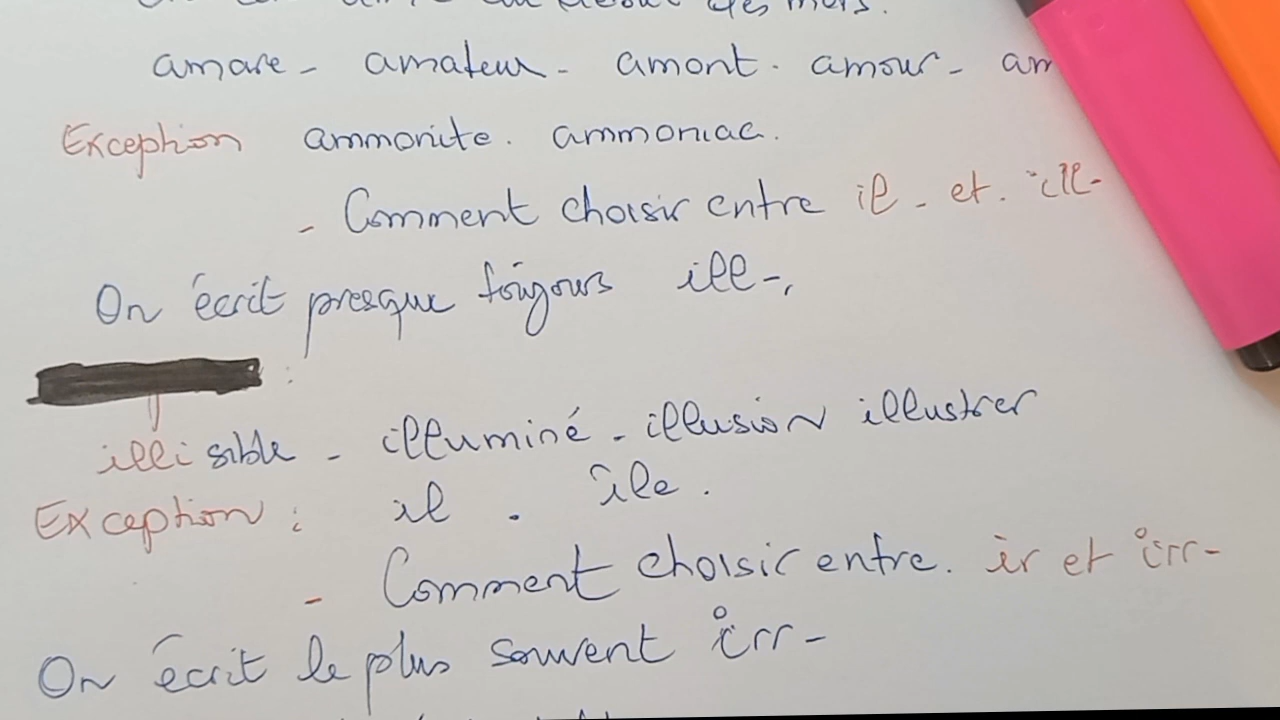 des mots.
amare - amateur - amont. amour - am
Exception ammonite. ammoniac.
- Comment choisir entre il - et. ill-
On écrit presque toujours ill-,
:
illisible - illuminé - illusion illustrer
Exception : il . île.
- Comment choisir entre. ir et irr-
On écrit le plus souvent irr-